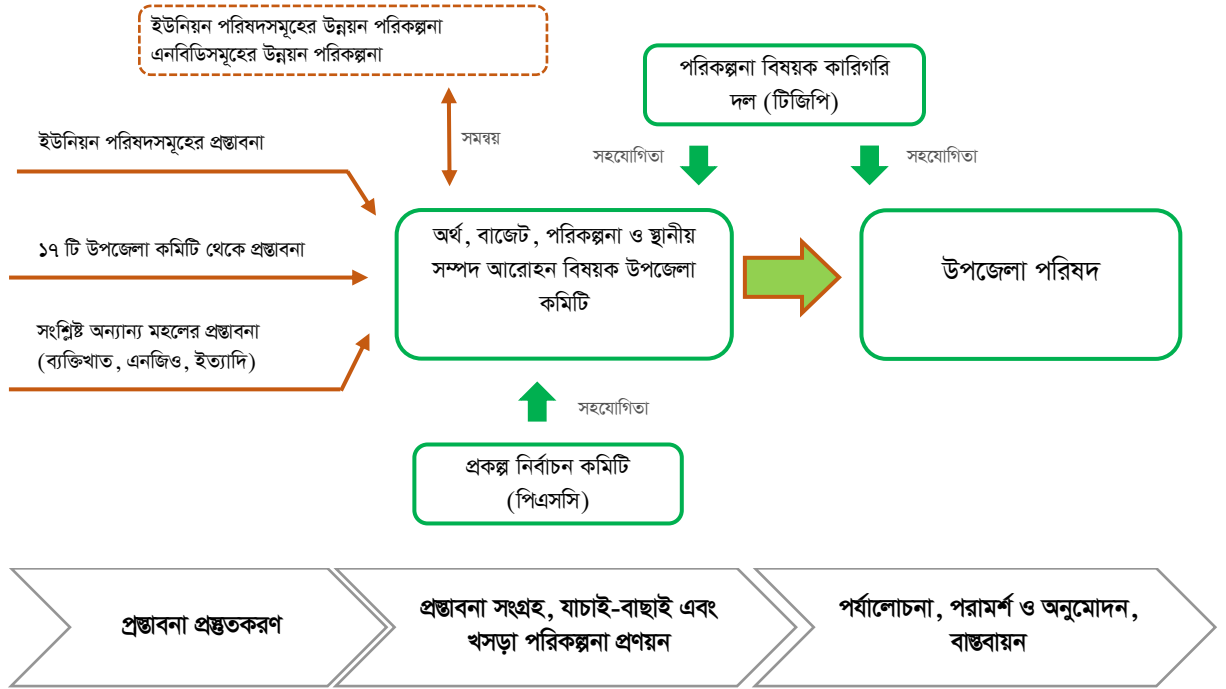 ইউনিয়ন পরিষদসমূহের উন্নয়ন পরিকল্পনা
এনবিডিসমূহের উন্নয়ন পরিকল্পনা
পরিকল্পনা বিষয়ক কারিগরি
দল (টিজিপি)
ইউনিয়ন পরিষদসমূহের প্রস্তাবনা
সমন্বয়
সহযোগিতা
সহযোগিতা
১৭ টি উপজেলা কমিটি থেকে প্রস্তাবনা
অর্থ, বাজেট, পরিকল্পনা ও স্থানীয়
সম্পদ আরোহন বিষয়ক উপজেলা
কমিটি
উপজেলা পরিষদ
সংশ্লিষ্ট অন্যান্য মহলের প্রস্তাবনা
(ব্যক্তিখাত, এনজিও, ইত্যাদি)
সহযোগিতা
প্রকল্প নির্বাচন কমিটি
(পিএসসি)
প্রস্তাবনা প্রস্তুতকরণ
প্রস্তাবনা সংগ্রহ, যাচাই-বাছাই এবং
খসড়া পরিকল্পনা প্রণয়ন
পর্যালোচনা, পরামর্শ ও অনুমোদন,
বাস্তবায়ন